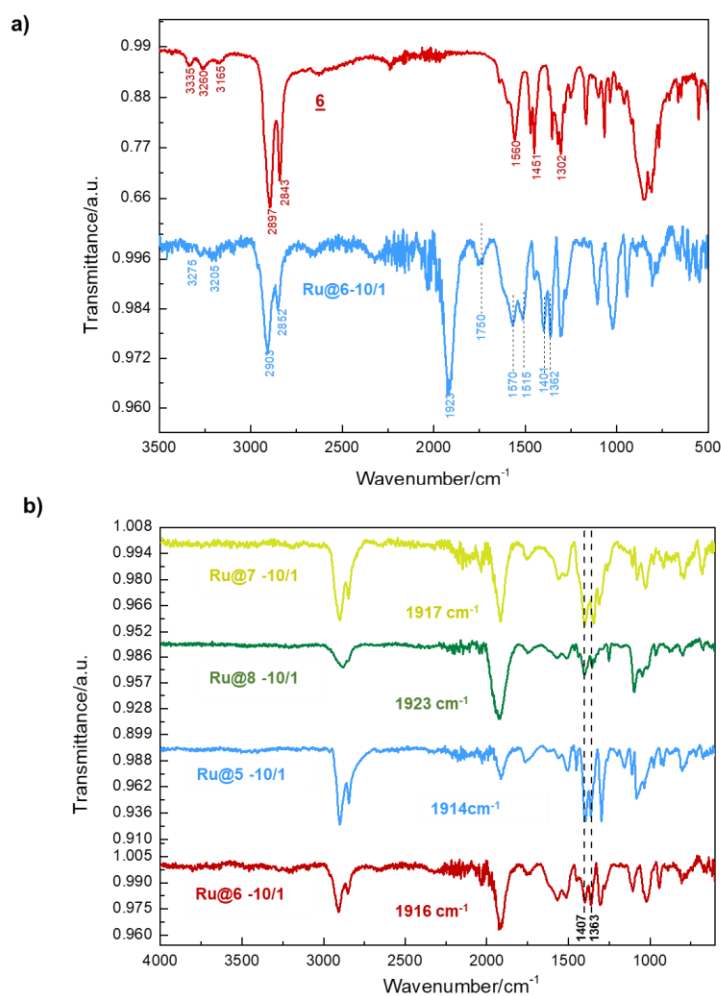 a)
Transmittance/a.u.
0.99
0.88
0.77
0.66
0.996
0.984
0.972
0.960
3335
3260
3165
2897
2843
6
1560
1451
1302
3275
3205
2903
2852
Ru@6-10/1
1923
1750
1570
1515
1401
1362
3500 3000 2500 2000 1500 1000 500
Wavenumber/cm-1
b)
Transmittance/a.u.
1.008
0.994
0.980
0.966
0.952
0.986
0.957
0.928
0.899
0.988
0.962
0.936
0.910
1.005
0.990
0.975
0.960
Ru@7 -10/1
1917 cm-1
Ru@8 -10/1
1923 cm-1
Ru@5 -10/1
1914cm-1
Ru@6 -10/1
1916 cm-1
1407
1363
4000 3500 3000 2500 2000 1500 1000
Wavenumber/cm-1